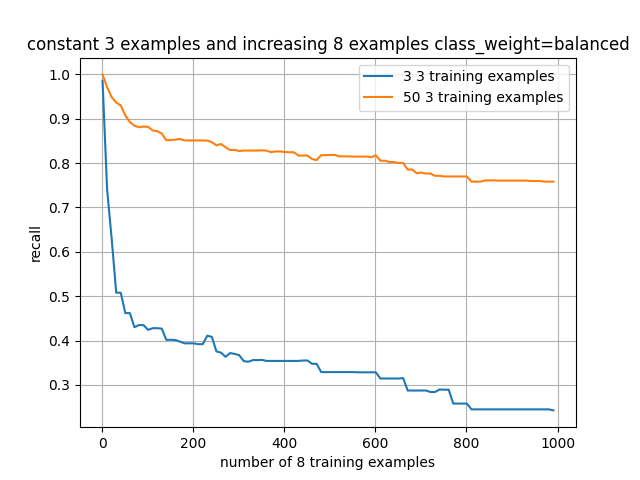 constant 3 examples and increasing 8 examples class_weight=balanced
3 3 training examples
50 3 training examples
recall
1.0
0.9
0.8
0.7
0.6
0.5
0.4
0.3
0
200
400
600
800
1000
number of 8 training examples